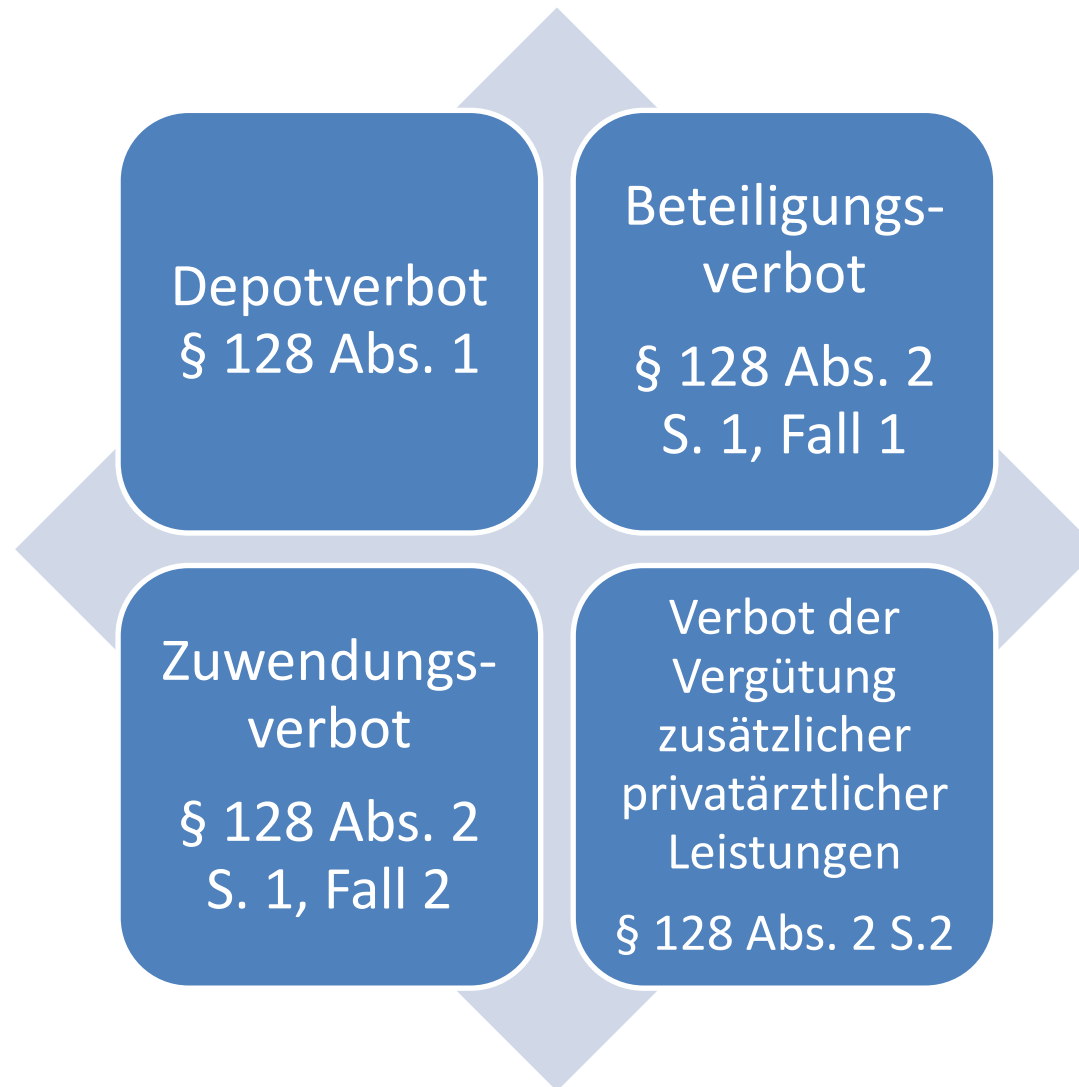 Depotverbot
§ 128 Abs. 1
Beteiligungs-
verbot
§ 128 Abs. 2
S. 1, Fall 1
Zuwendungs-
verbot
§ 128 Abs. 2
S. 1, Fall 2
Verbot der
Vergütung
zusätzlicher
privatärztlicher
Leistungen
§ 128 Abs. 2 S.2